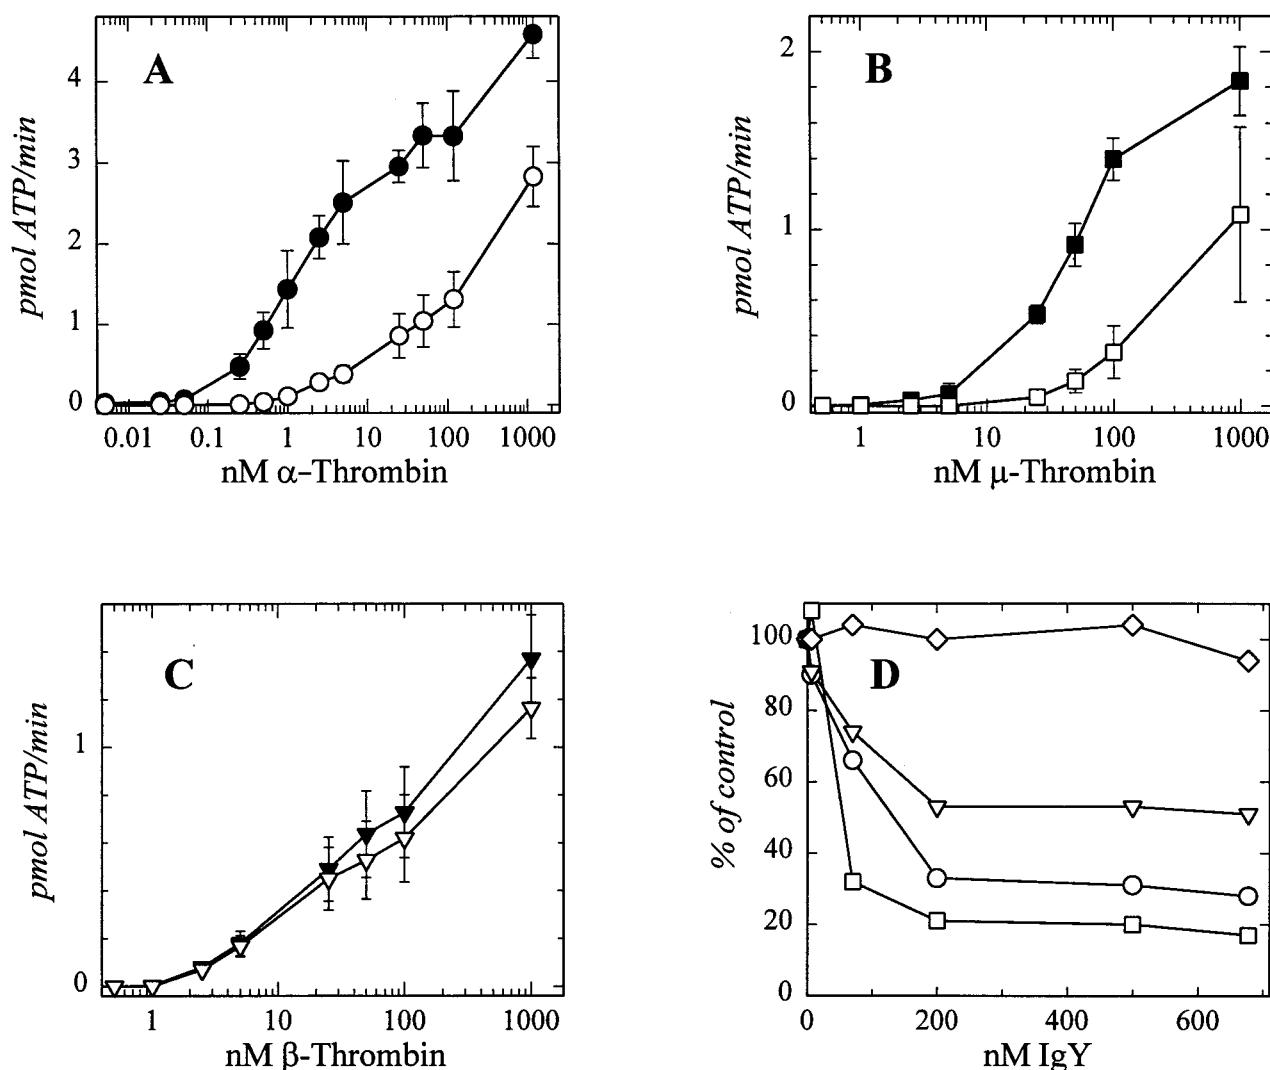 A
pmol ATP/min
4
3
2
1
0
0.01 0.1 1 10 100 1000
nM α-Thrombin
B
pmol ATP/min
2
1
0
1 10 100 1000
nM μ-Thrombin
C
pmol ATP/min
1
0
1 10 100 1000
nM β-Thrombin
D
% of control
100
80
60
40
20
0
0 200 400 600
nM IgY